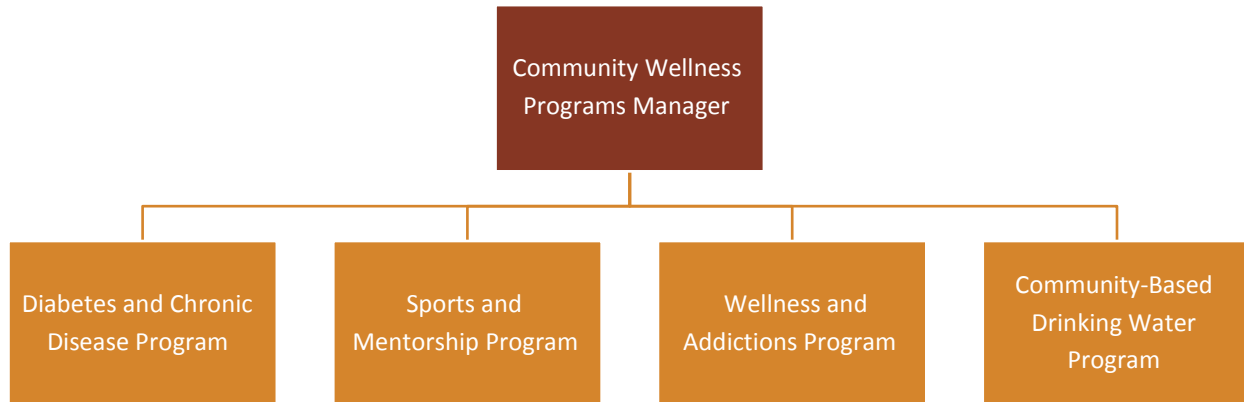 Community Wellness
Programs Manager
Diabetes and Chronic
Disease Program
Sports and
Mentorship Program
Wellness and
Addictions Program
Community-Based
Drinking Water
Program